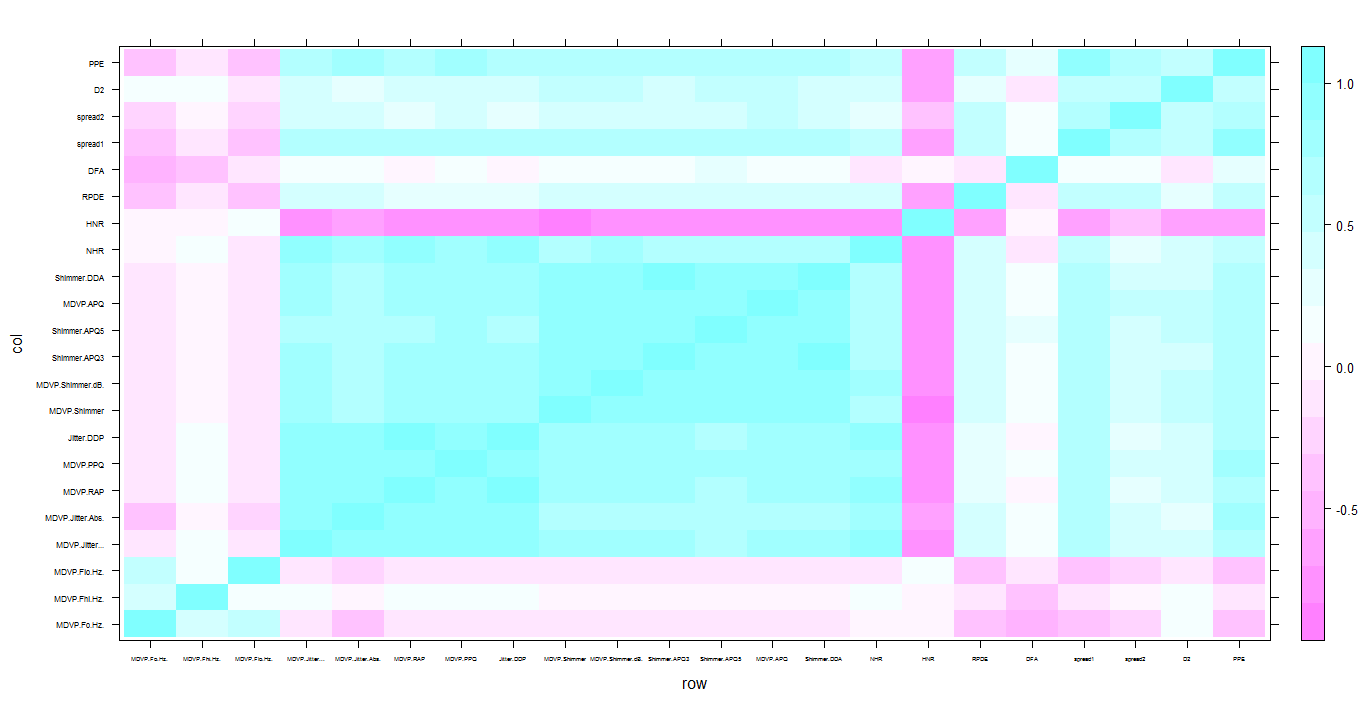 PPE
D2
spread2
spread1
DFA
RPDE
HNR
NHR
Shimmer.DDA
MDVP.APQ
Shimmer.APQ5
Shimmer.APQ3
MDVP.Shimmer.dB.
MDVP.Shimmer
Jitter.DDP
MDVP.PPQ
MDVP.RAP
MDVP.Jitter.Abs.
MDVP.Jitter...
MDVP.Flo.Hz.
MDVP.Fhi.Hz.
MDVP.Fo.Hz.
col
MDVP.Fo.Hz. MDVP.Fhi.Hz. MDVP.Flo.Hz. MDVP.Jitter... MDVP.Jitter.Abs. MDVP.RAP MDVP.PPQ Jitter.DDP MDVP.Shimmer MDVP.Shimmer.dB. Shimmer.APQ3 Shimmer.APQ5 MDVP.APQ Shimmer.DDA NHR HNR RPDE DFA spread1 spread2 D2 PPE
row
1.0
0.5
0.0
-0.5